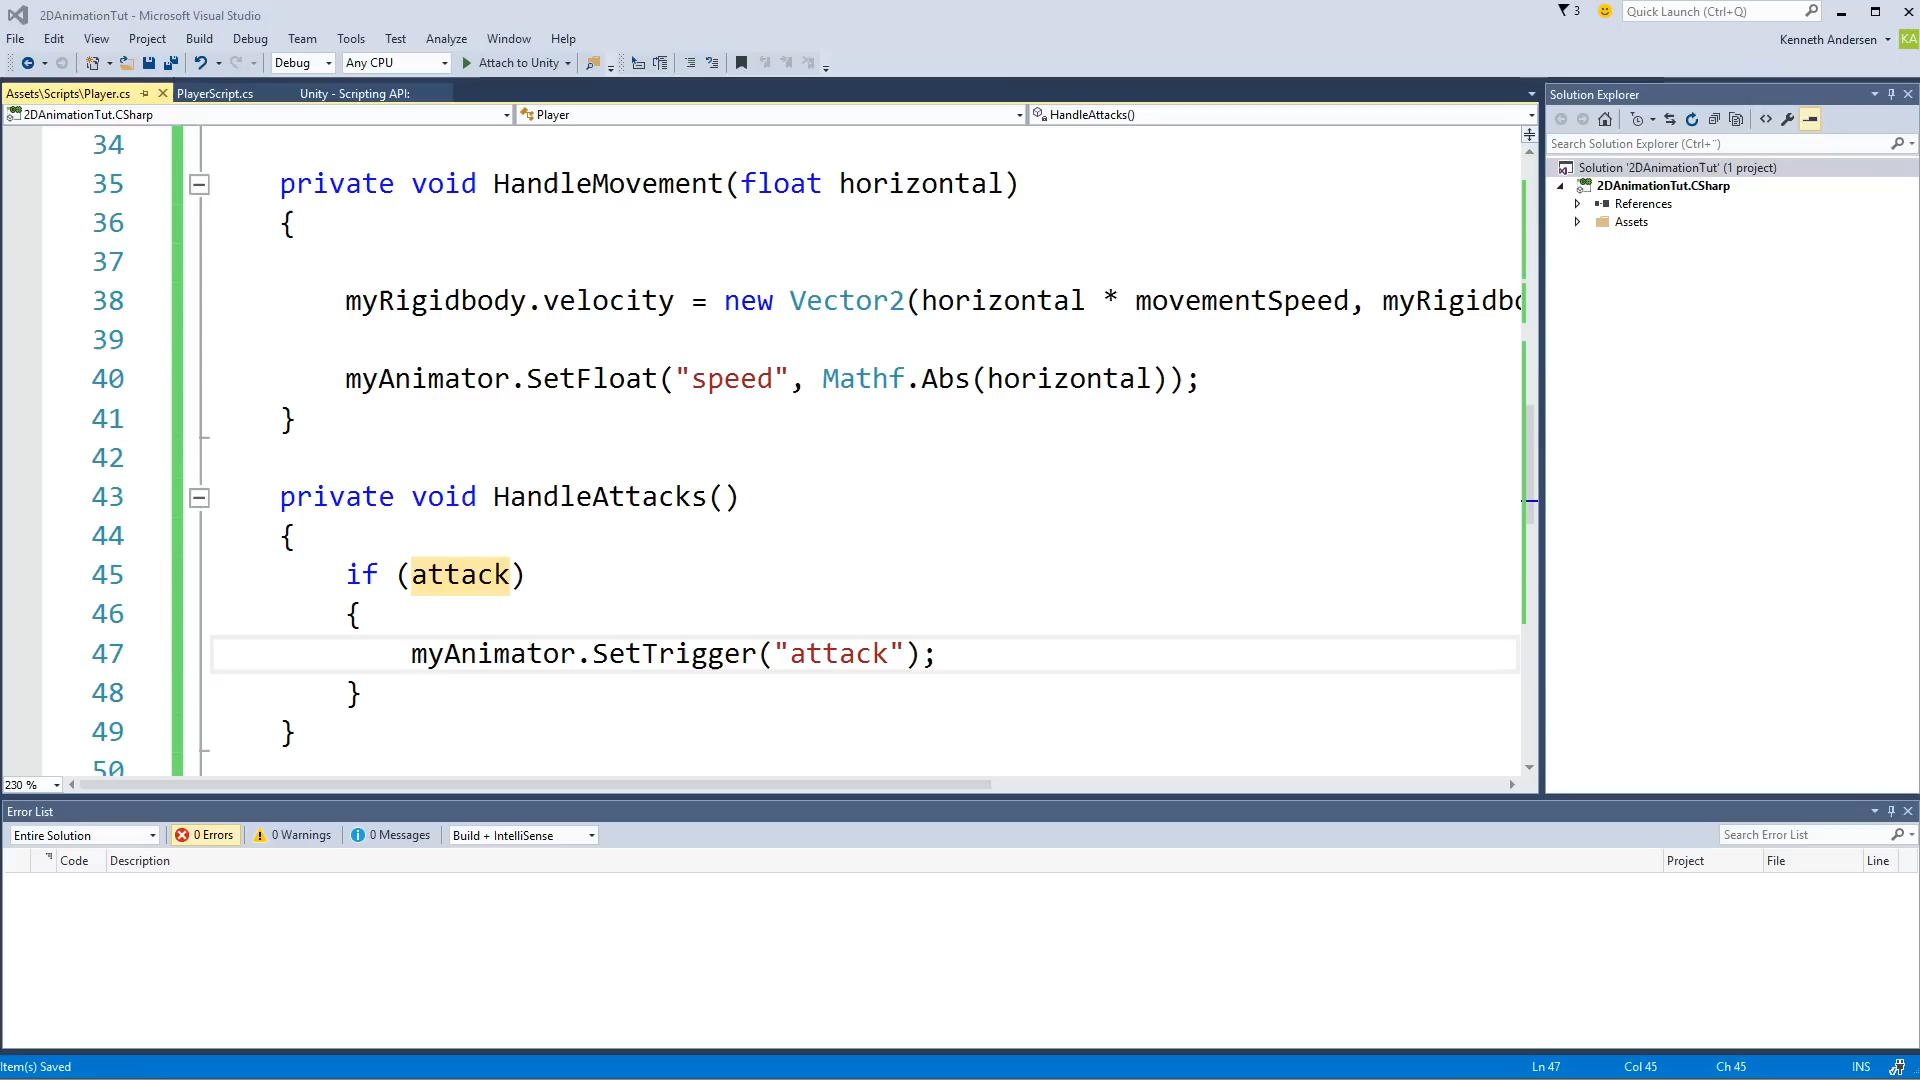 2DAnimationTut - Microsoft Visual Studio
3
Quick Launch (Ctrl+Q)
File Edit View Project Build Debug Team Tools Test Analyze Window Help
Kenneth Andersen KA
Debug Any CPU Attach to Unity
Assets\Scripts\Player.cs PlayerScript.cs Unity - Scripting API:
2DAnimationTut.CSharp Player HandleAttacks()
34
35 private void HandleMovement(float horizontal)
36 {
37
38 myRigidbody.velocity = new Vector2(horizontal * movementSpeed, myRigidbo
39
40 myAnimator.SetFloat("speed", Mathf.Abs(horizontal));
41 }
42
43 private void HandleAttacks()
44 {
45 if (attack)
46 {
47 myAnimator.SetTrigger("attack");
48 }
49 }
50
230 %
Solution Explorer
Search Solution Explorer (Ctrl+¨)
Solution '2DAnimationTut' (1 project)
2DAnimationTut.CSharp
References
Assets
Error List
Entire Solution 0 Errors 0 Warnings 0 Messages Build + IntelliSense
Search Error List
Code Description Project File Line
Item(s) Saved
Ln 47 Col 45 Ch 45 INS